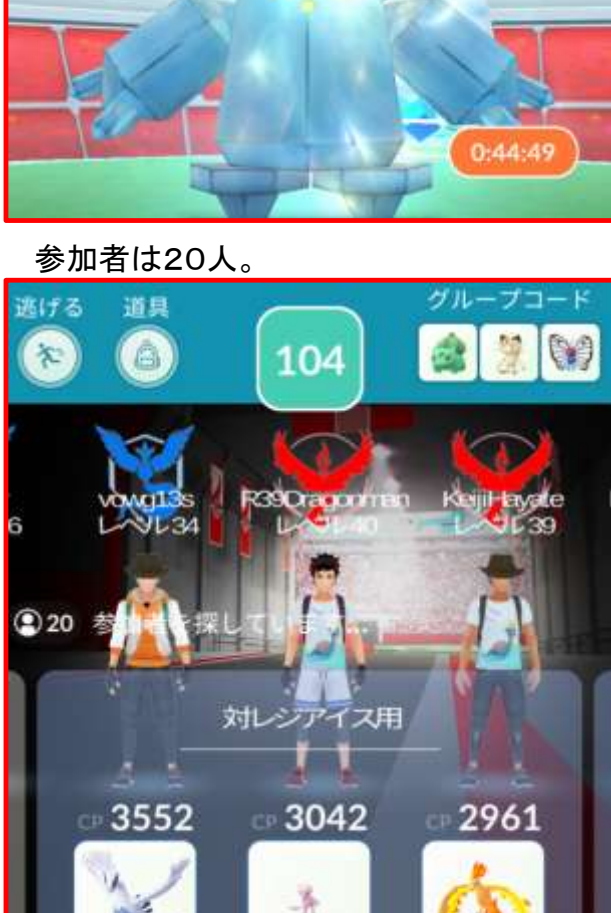 0:44:49
参加者は20人。
逃げる 道具 グループコード
104
vowg13s R39Dragonman KeijiHayate
6 レベル34 レベル40 レベル39
20 参加者を探しています...
対レジアイス用
CP 3552 CP 3042 CP 2961